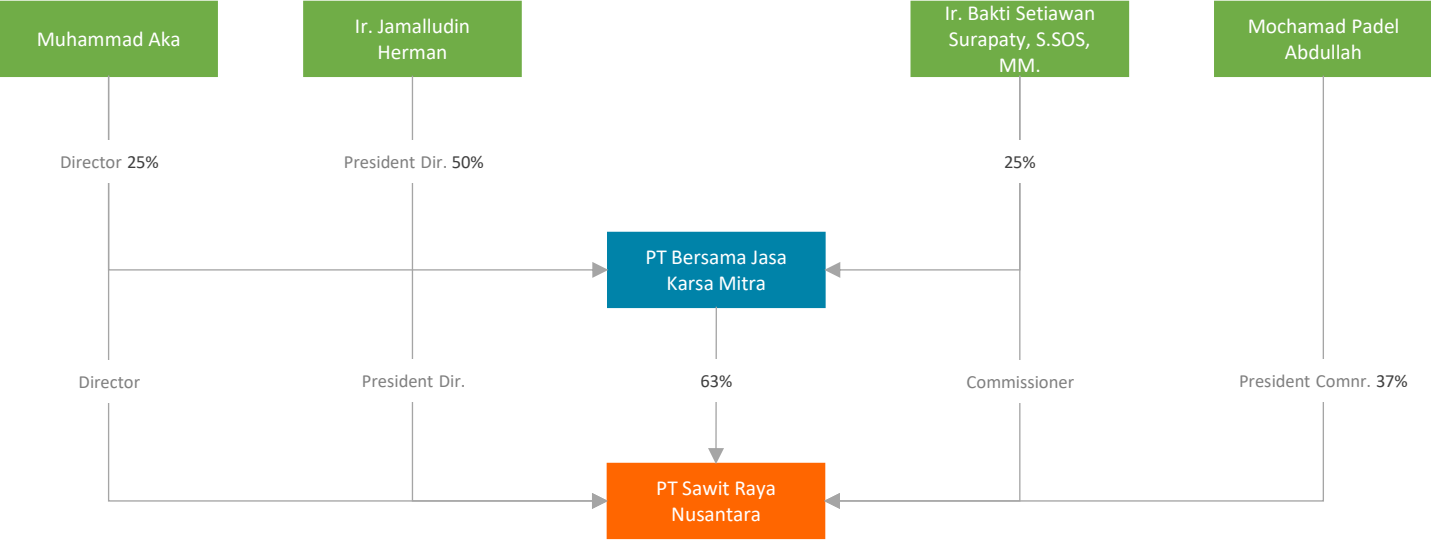 Muhammad Aka
Ir. Jamalludin
Herman
Ir. Bakti Setiawan
Surapaty, S.SOS,
MM.
Mochamad Padel
Abdullah
Director 25%
President Dir. 50%
25%
PT Bersama Jasa
Karsa Mitra
Director
President Dir.
63%
Commissioner
President Comnr. 37%
PT Sawit Raya
Nusantara